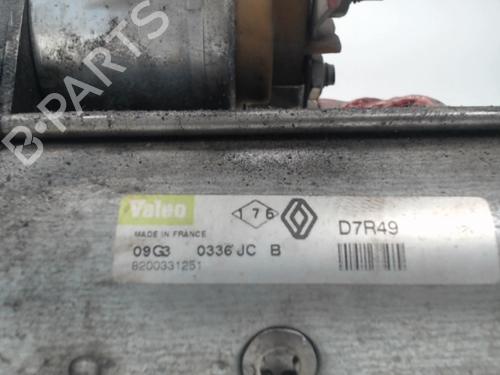 B-PARTS
Valeo
176
D7R49
MADE IN FRANCE
09G3 0336 JC B
8200331251